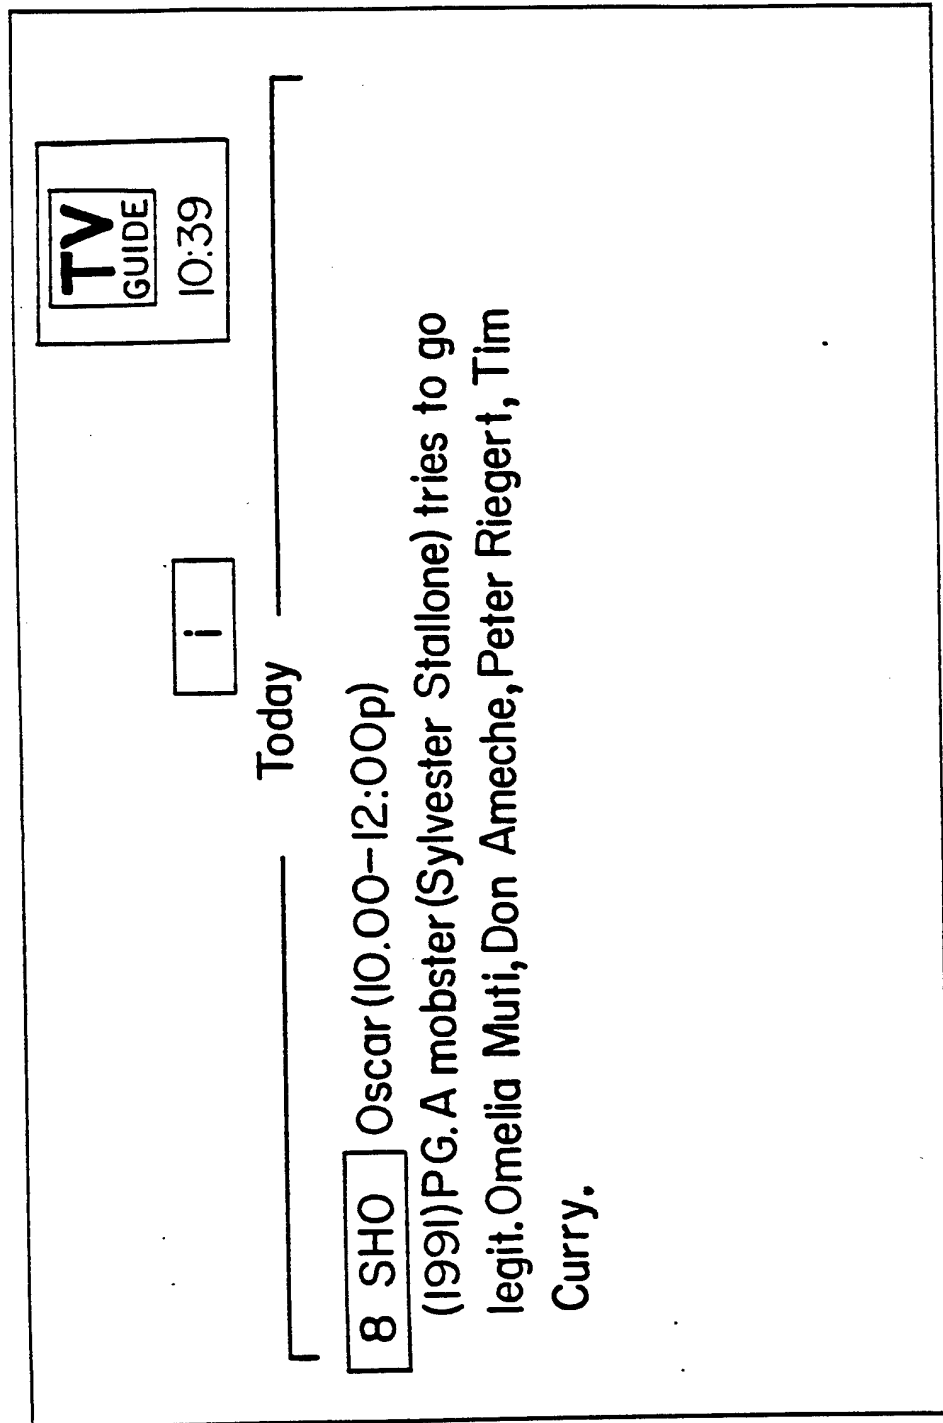 TV
GUIDE
10:39
i
Today
8 SHO Oscar (10.00-12:00p)
(1991) PG. A mobster (Sylvester Stallone) tries to go
legit. Omelia Muti, Don Ameche, Peter Riegert, Tim
Curry.